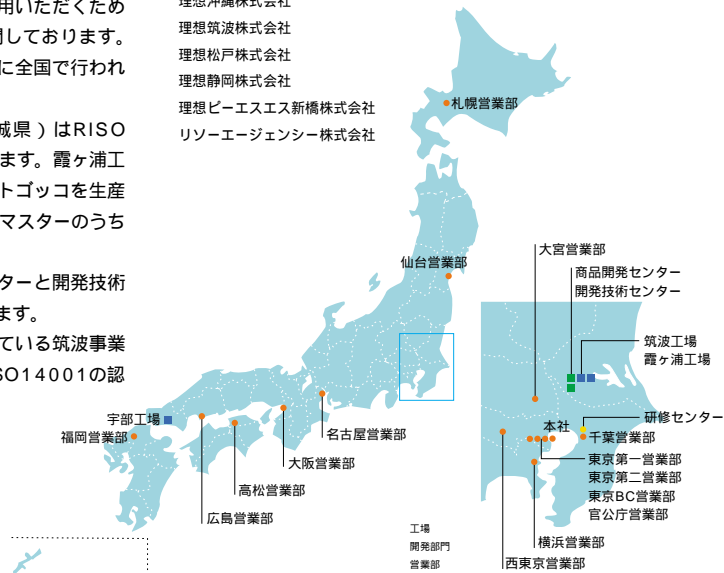 用いただくため
開しております。
に全国で行われ
城県）はRISO
ます。霞ヶ浦工
トゴッコを生産
マスターのうち
ターと開発技術
ます。
ている筑波事業
SO14001の認
理想沖縄株式会社
理想筑波株式会社
理想松戸株式会社
理想静岡株式会社
理想ピーエスエス新橋株式会社
リソーエージェンシー株式会社
札幌営業部
仙台営業部
宇部工場
福岡営業部
名古屋営業部
大阪営業部
高松営業部
広島営業部
大宮営業部
商品開発センター
開発技術センター
筑波工場
霞ヶ浦工場
研修センター
本社
千葉営業部
東京第一営業部
東京第二営業部
東京BC営業部
官公庁営業部
横浜営業部
西東京営業部
工場
開発部門
営業部